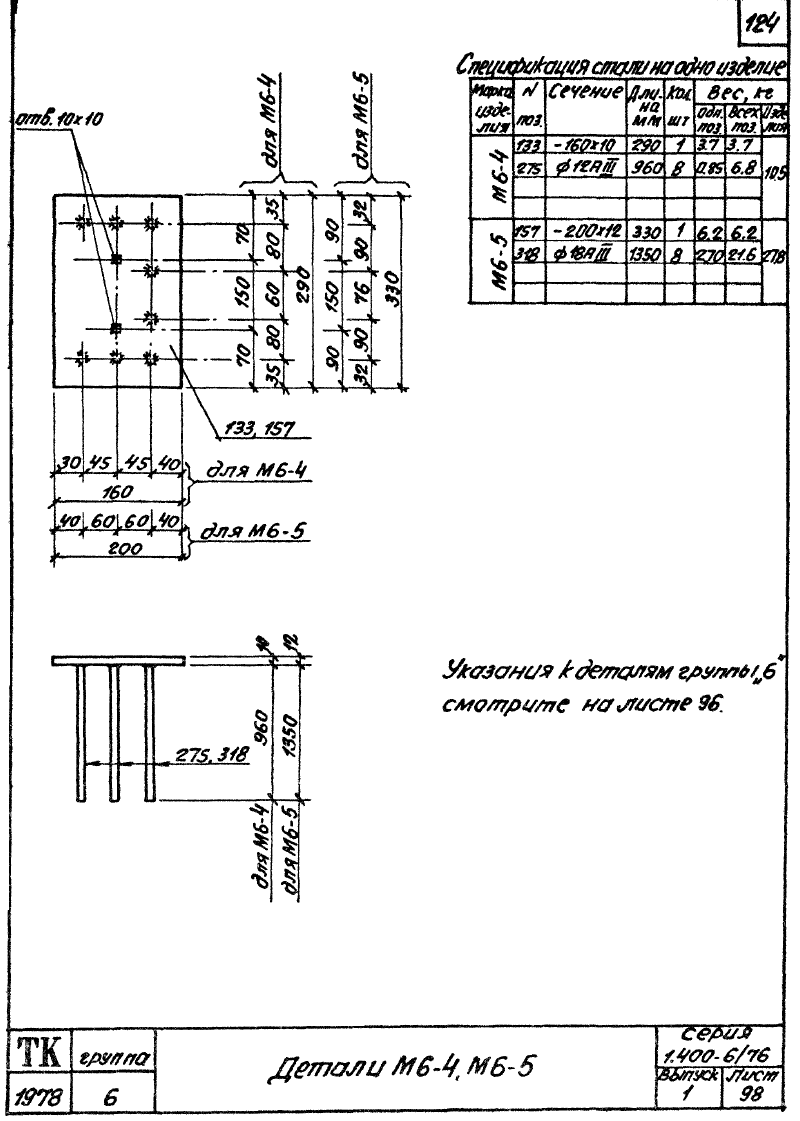 124
Спецификация стали на одно изделие
Марка изделия | N поз. | Сечение | Длина мм | Кол. шт | Вес, кг
Одн. поз. | Всех поз. | Изделия
М6-4 | 133 | -160х10 | 290 | 1 | 3.7 | 3.7 | 10,5
275 | ф12АIII | 960 | 8 | 0.85 | 6.8
М6-5 | 157 | -200х12 | 330 | 1 | 6.2 | 6.2 | 27,8
318 | ф18АIII | 1350 | 8 | 2.70 | 21.6
отв. 10х10
для М6-4
для М6-5
70 150 70
35 80 60 80 35
290
90 150 90
32 90 76 90 32
330
133, 157
30 45 45 40
160
для М6-4
40 60 60 40
200
для М6-5
10 12
960 1350
275, 318
для М6-4
для М6-5
Указания к деталям группы „6"
смотрите на листе 96.
ТК
1978
группа
6
Детали М6-4, М6-5
серия
1.400-6/76
Выпуск
1
Лист
98